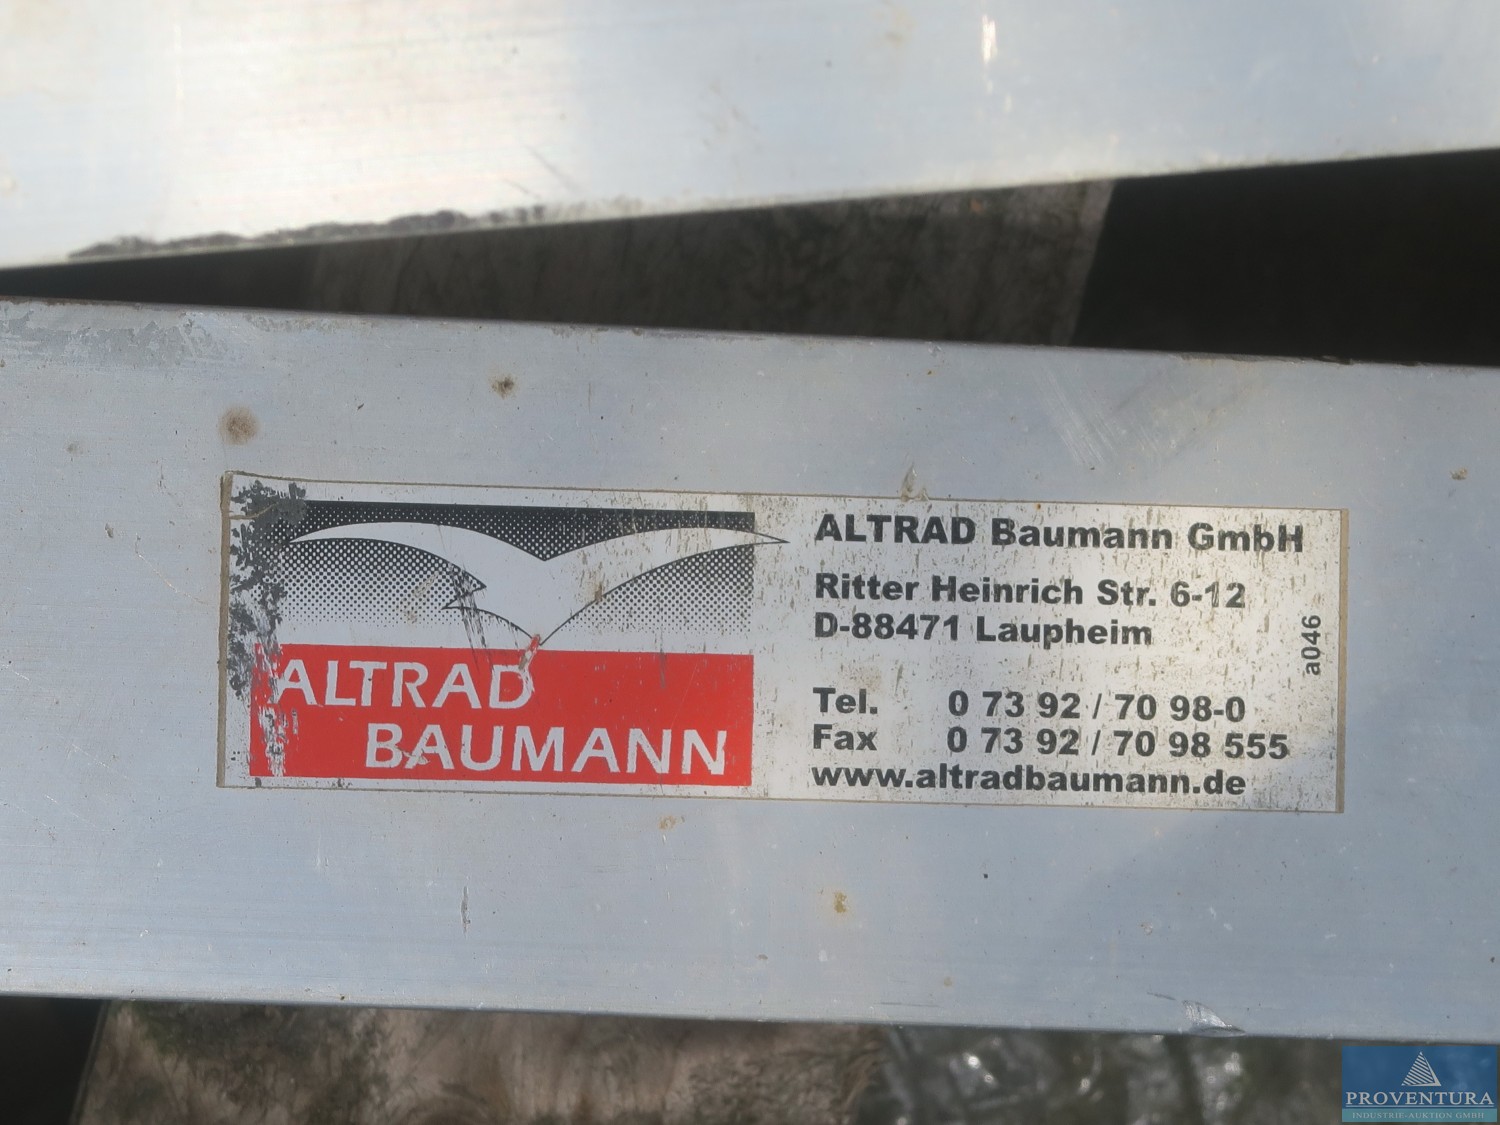 ALTRAD
BAUMANN
ALTRAD Baumann GmbH
Ritter Heinrich Str. 6-12
D-88471 Laupheim
Tel. 0 73 92 / 70 98-0
Fax 0 73 92 / 70 98 555
www.altradbaumann.de
a046
PROVENTURA
INDUSTRIE-AUKTION GMBH